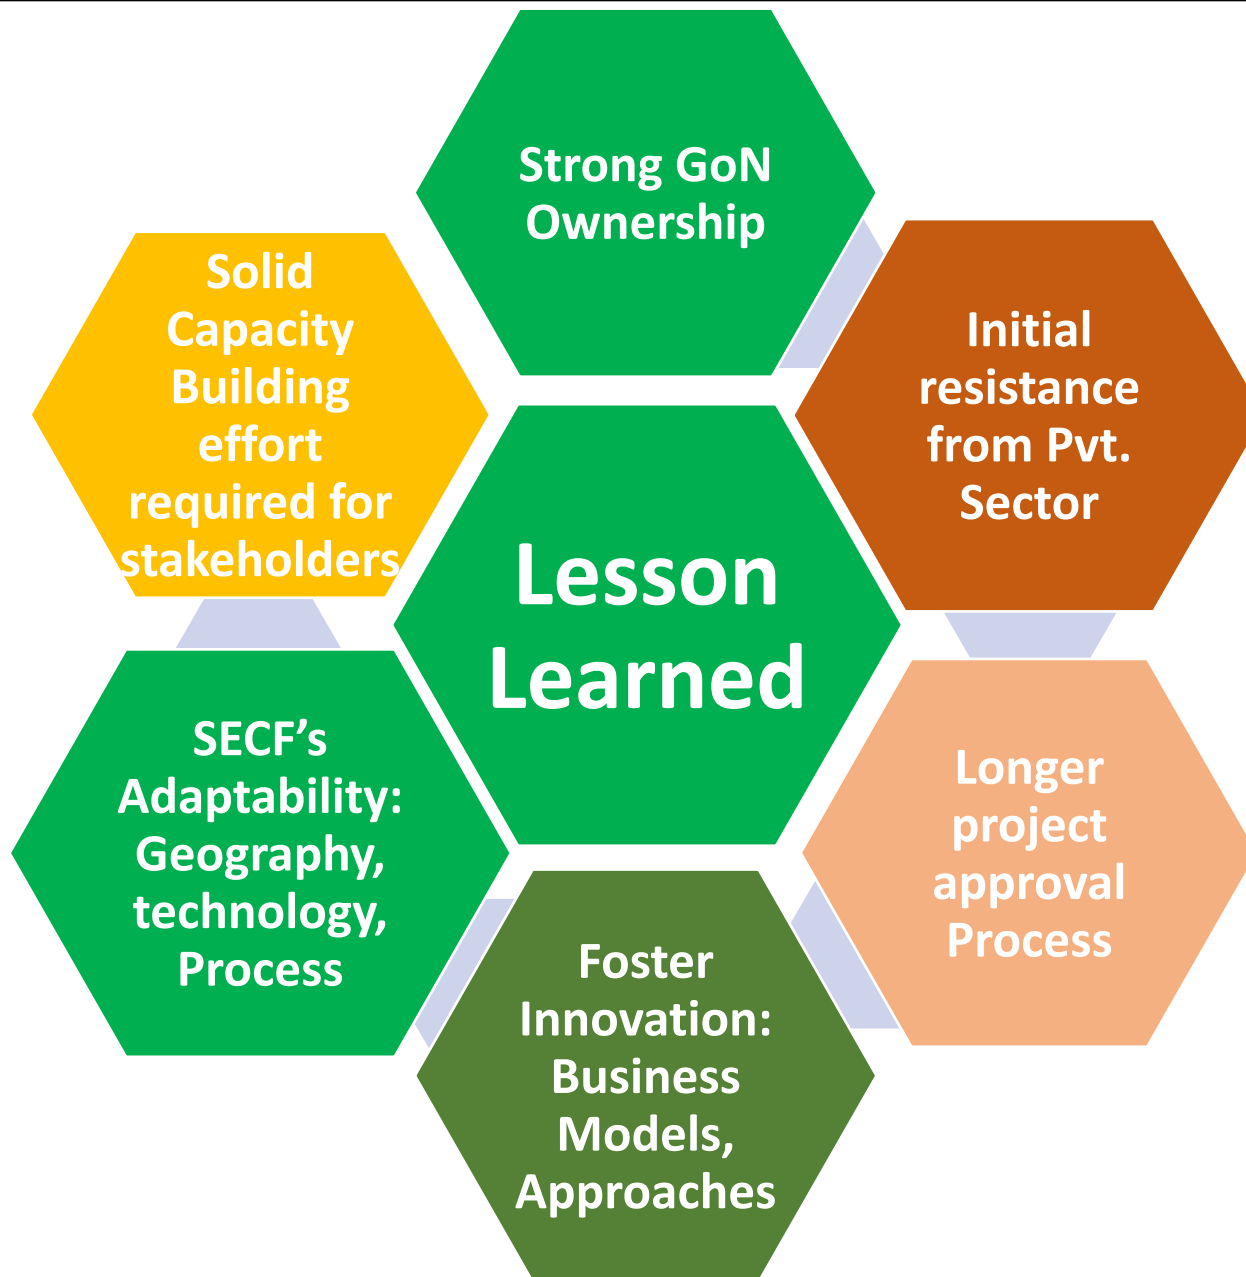 Strong GoN
Ownership
Initial
resistance
from Pvt.
Sector
Longer
project
approval
Process
Foster
Innovation:
Business
Models,
Approaches
SECF’s
Adaptability:
Geography,
technology,
Process
Solid
Capacity
Building
effort
required for
stakeholders
Lesson
Learned